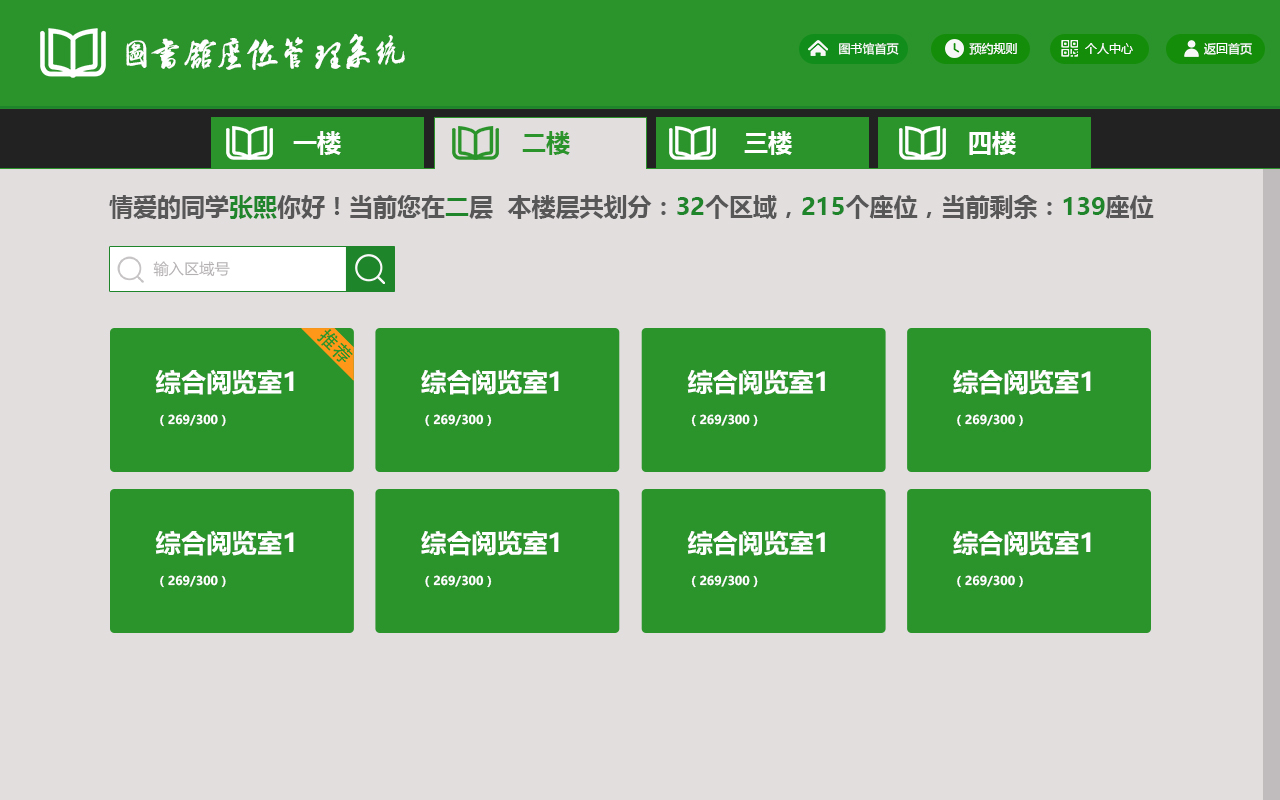 圖書館座位管理系统
图书馆首页 预约规则 个人中心 返回首页
一楼 二楼 三楼 四楼
情爱的同学张熙你好！当前您在二层 本楼层共划分：32个区域，215个座位，当前剩余：139座位
输入区域号
推荐
综合阅览室1 综合阅览室1 综合阅览室1 综合阅览室1
（269/300） （269/300） （269/300） （269/300）
综合阅览室1 综合阅览室1 综合阅览室1 综合阅览室1
（269/300） （269/300） （269/300） （269/300）